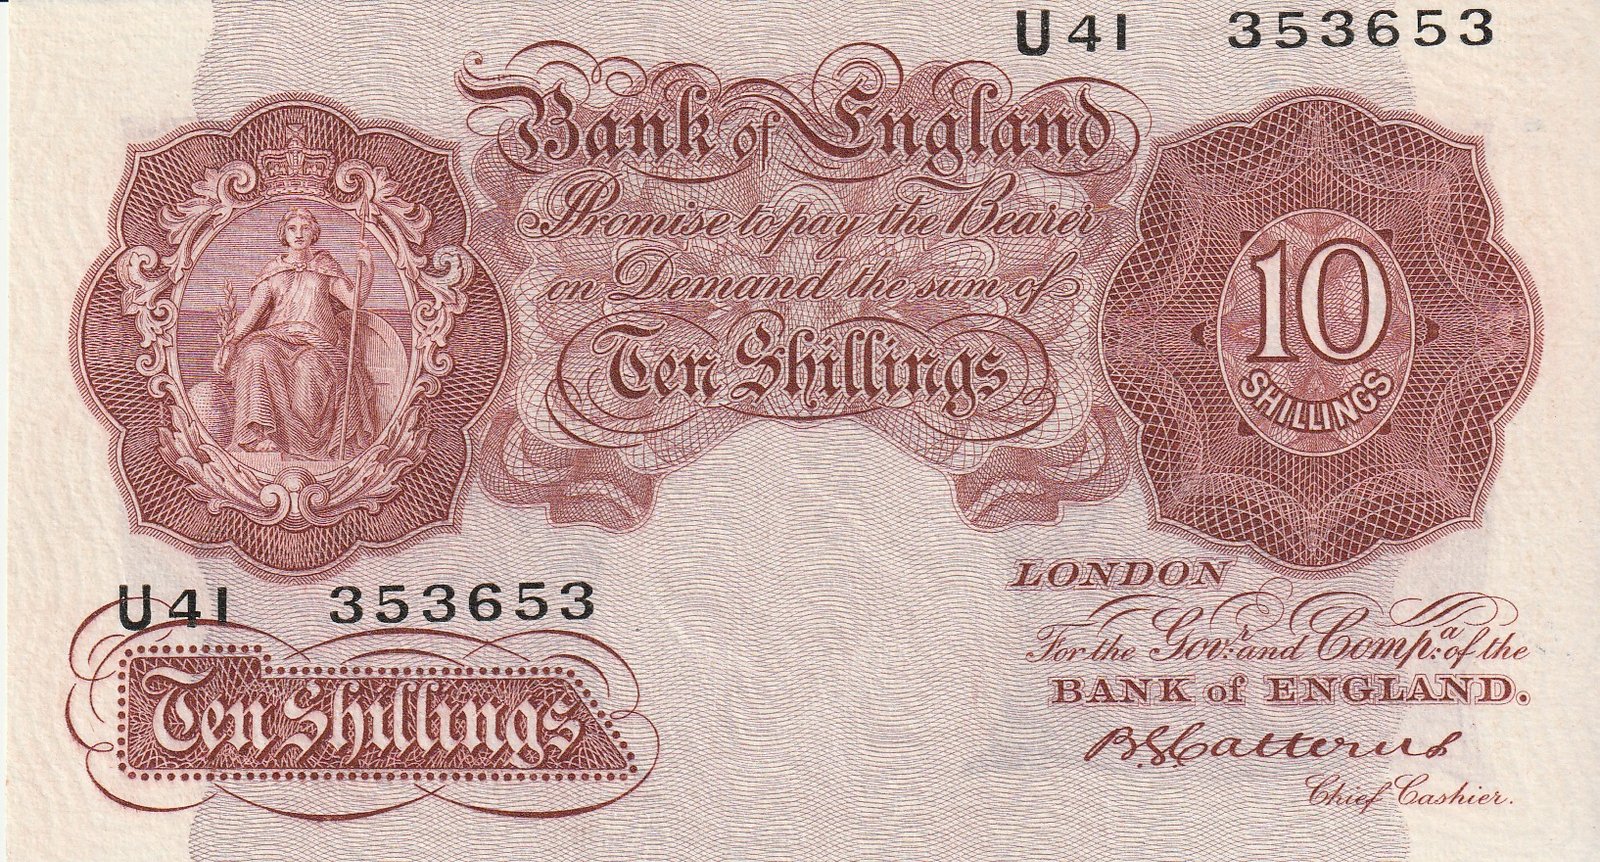 U41 353653
Bank of England
Promise to pay the Bearer
on Demand the sum of
Ten Shillings
10
SHILLINGS
U41 353653
Ten Shillings
LONDON
For the Govr. and Compa. of the
BANK of ENGLAND.
B.G.Catterns
Chief Cashier.